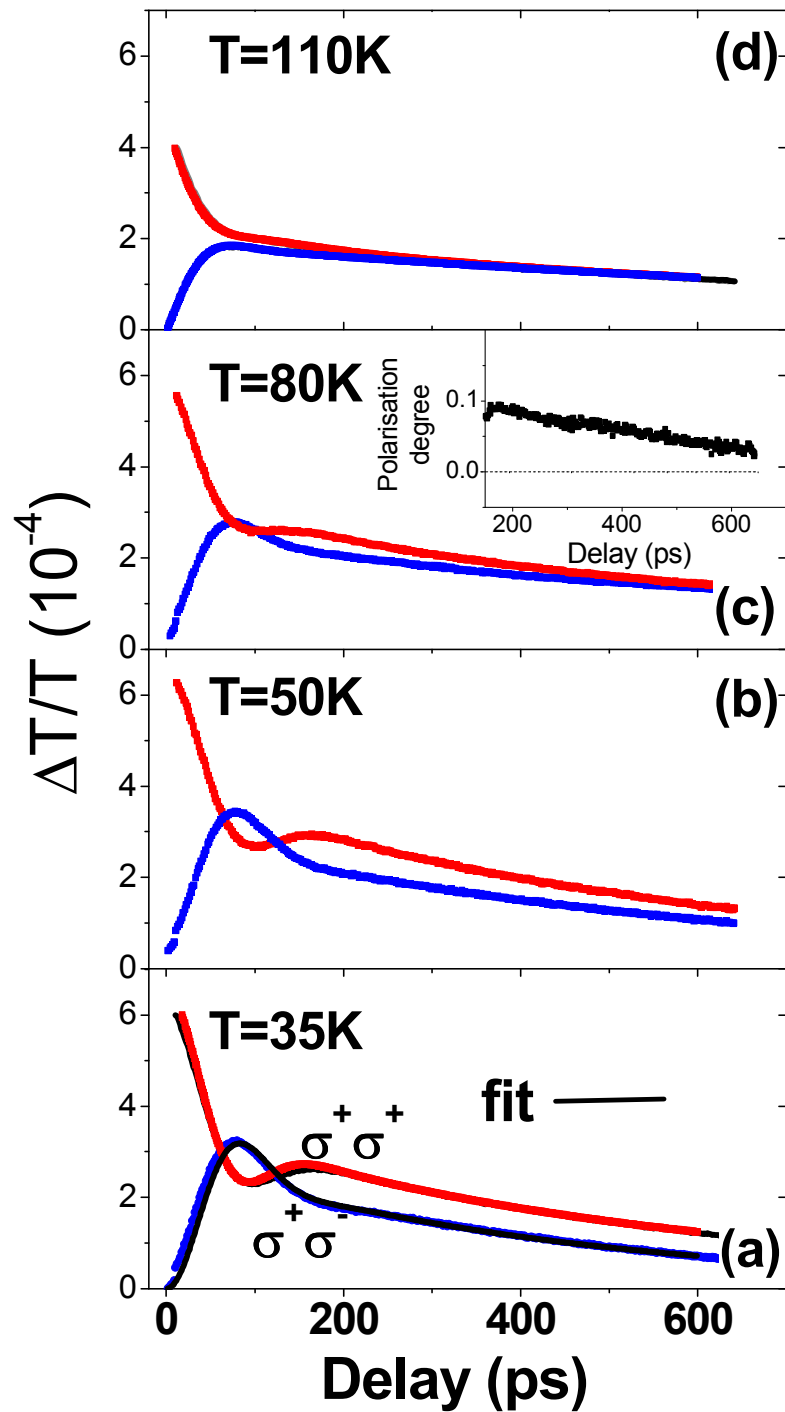 T=110K (d)
6
4
2
0
T=80K
6
4
2
0
Polarisation
degree
0.1
0.0
200 400 600
Delay (ps)
(c)
ΔT/T (10⁻⁴)
T=50K (b)
6
4
2
0
T=35K
6
4
2
0
fit
σ⁺σ⁺
σ⁺σ⁻
(a)
0 200 400 600
Delay (ps)